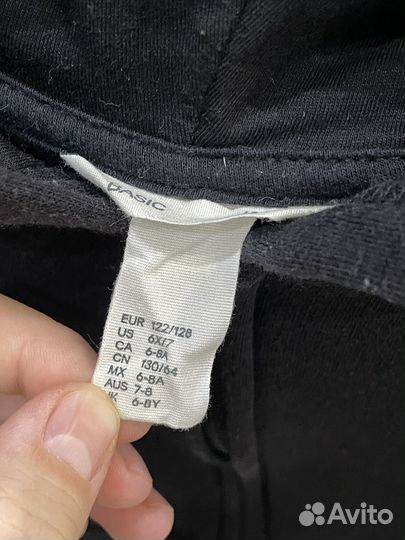 BASIC
EUR 122/128
US 6X/7
CA 6-8A
CN 130/64
MX 6-8A
AUS 7-8
UK 6-8Y
Avito